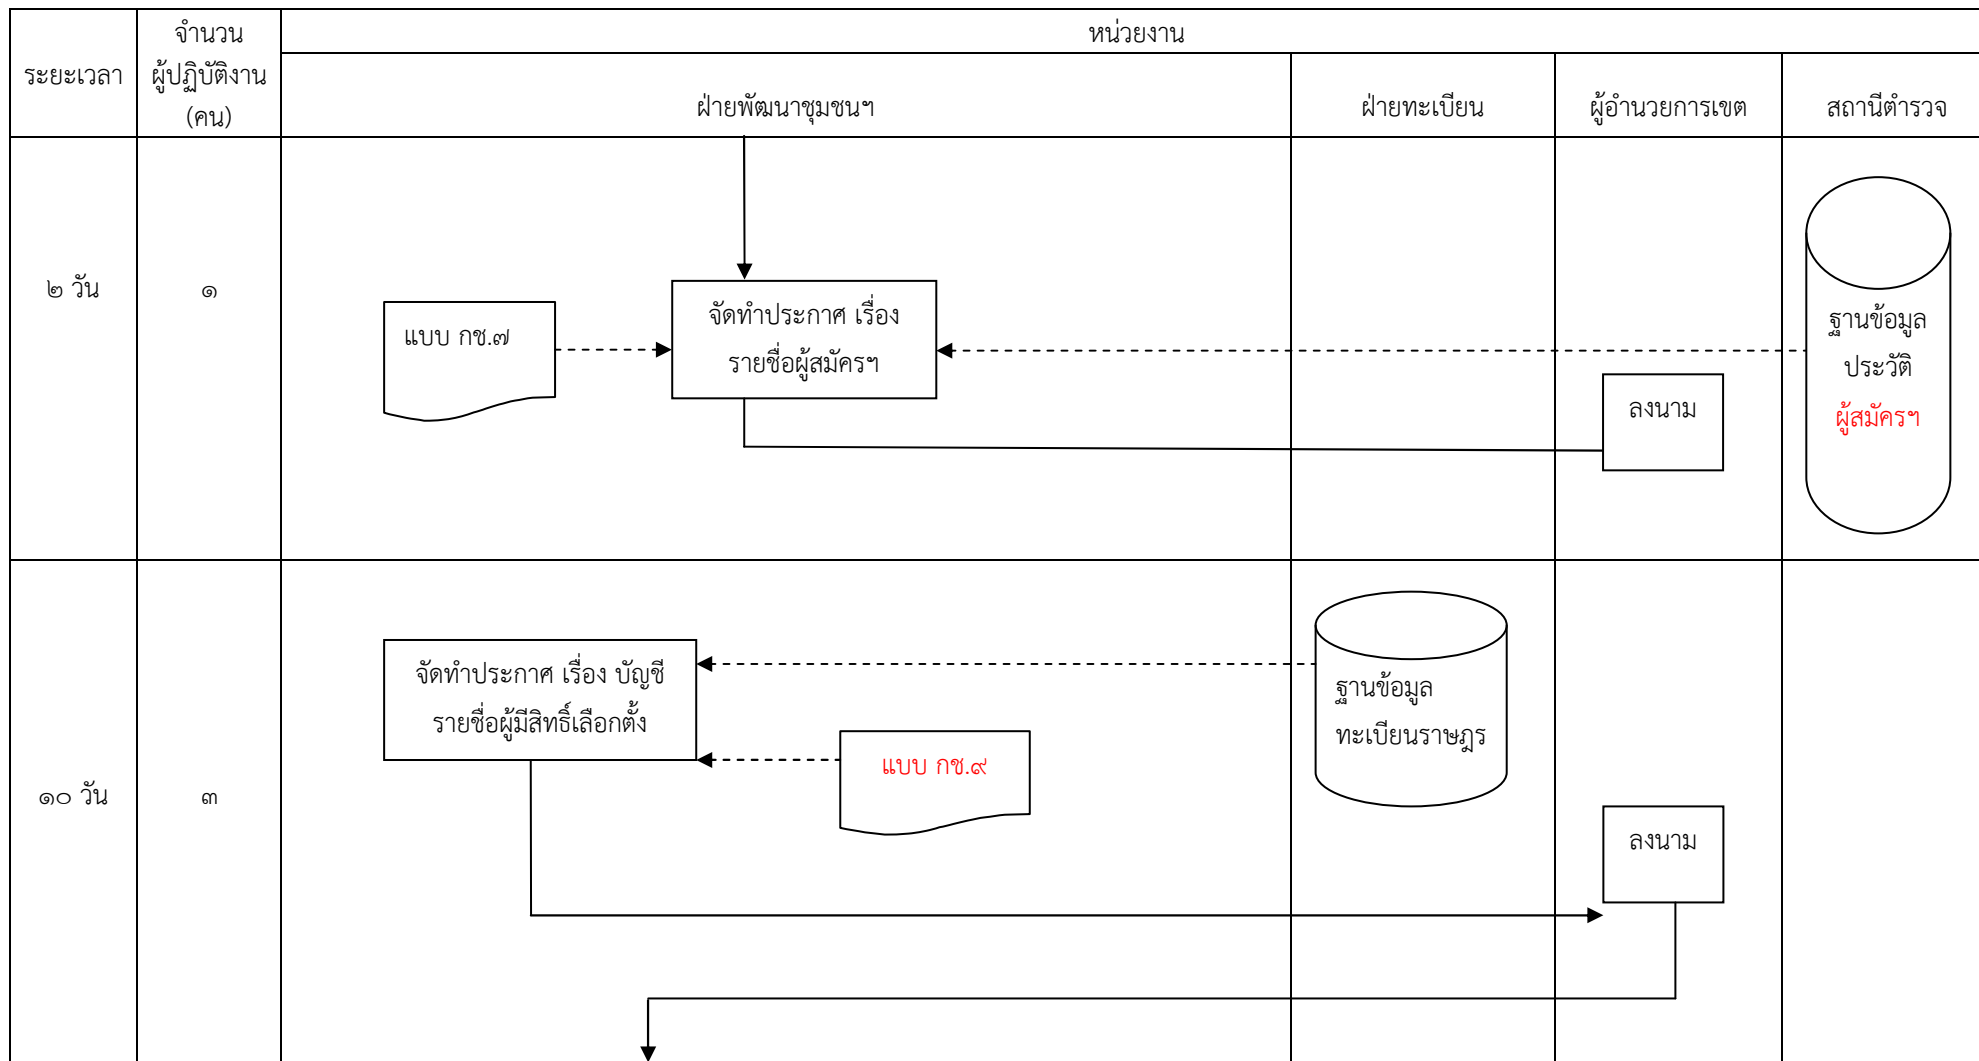 ระยะเวลา
จำนวน
ผู้ปฏิบัติงาน
(คน)
หน่วยงาน
ฝ่ายพัฒนาชุมชนฯ
ฝ่ายทะเบียน
ผู้อำนวยการเขต
สถานีตำรวจ
๒ วัน
๑
แบบ กช.๗
จัดทำประกาศ เรื่อง
รายชื่อผู้สมัครฯ
ลงนาม
ฐานข้อมูล
ประวัติ
ผู้สมัครฯ
๑๐ วัน
๓
จัดทำประกาศ เรื่อง บัญชี
รายชื่อผู้มีสิทธิ์เลือกตั้ง
แบบ กช.๙
ฐานข้อมูล
ทะเบียนราษฎร
ลงนาม